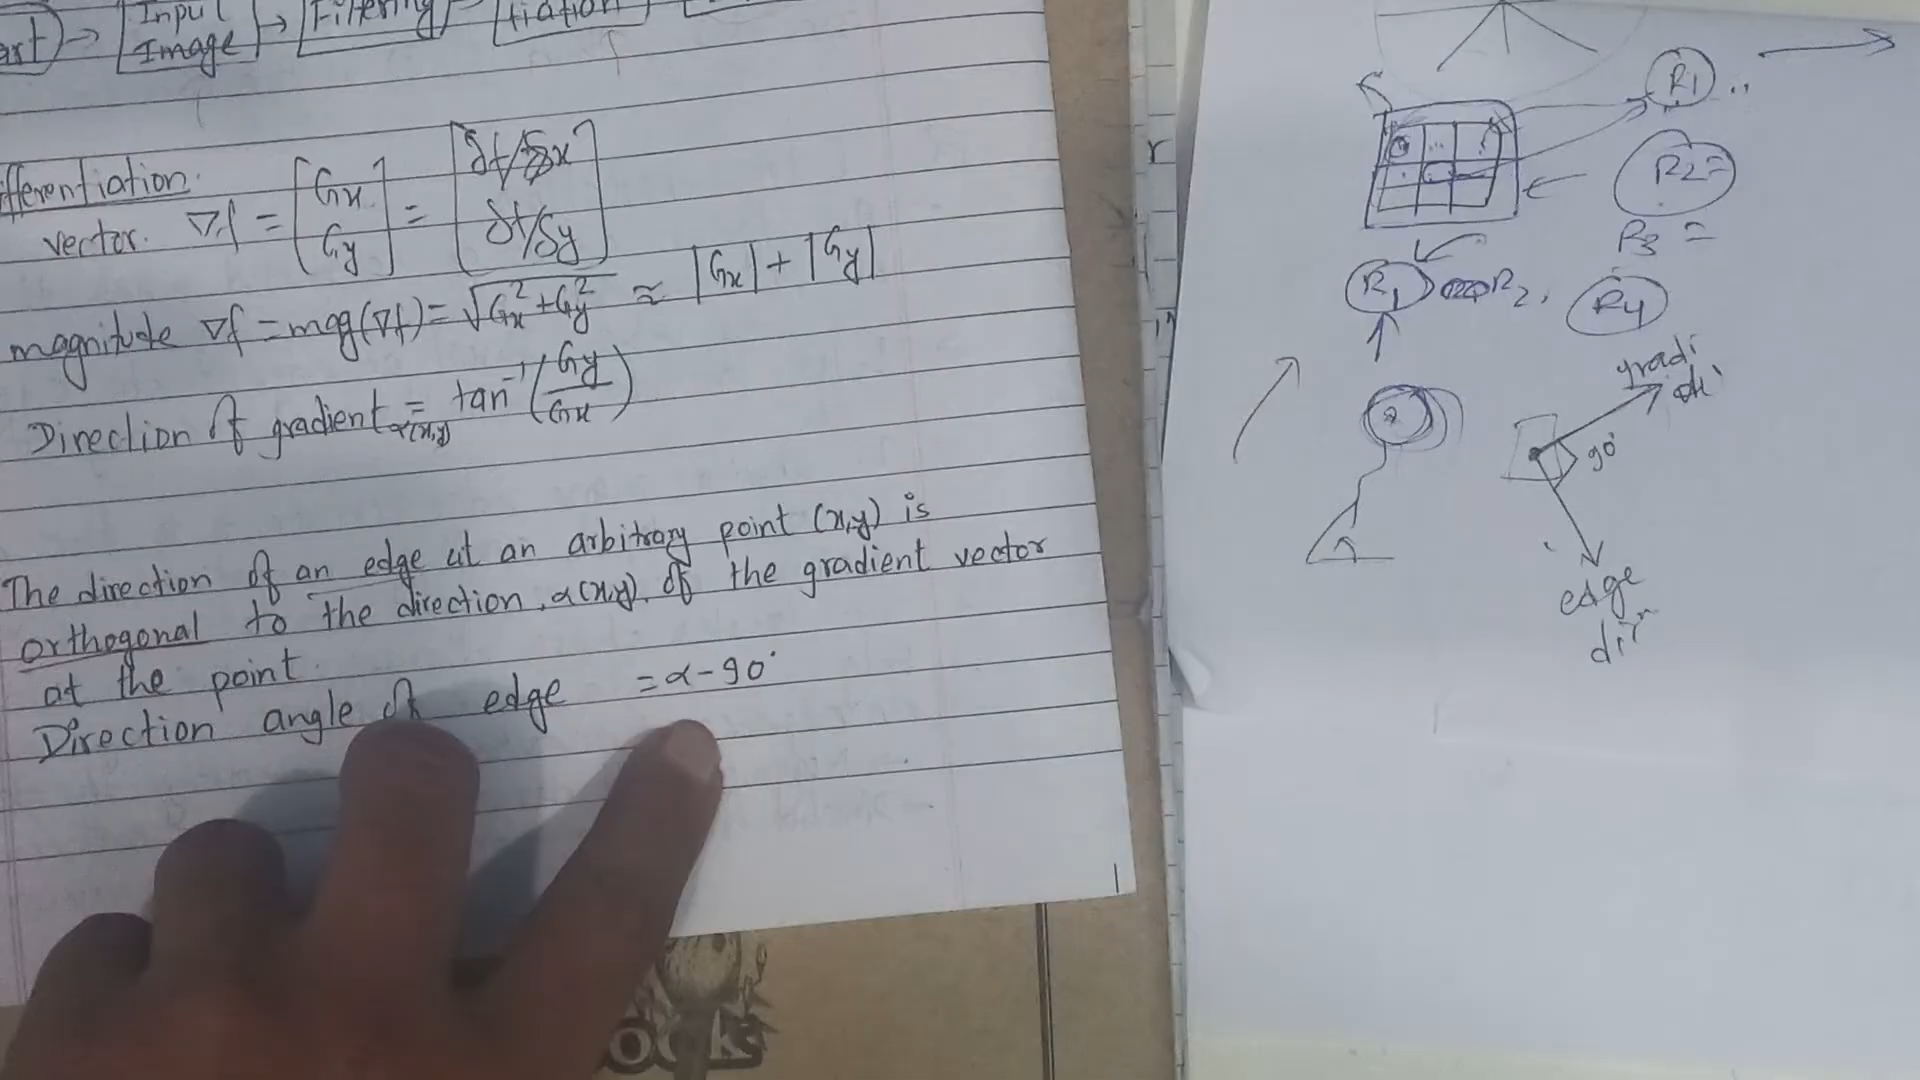 Input
Image
Filtering
tiation
ifferentiation.
vector. ∇f = [Gx Gy] = [δf/δx δf/δy]
magnitude ∇f = mag(∇f) = √Gx²+Gy² ≈ |Gx| + |Gy|
Direction of gradient α(x,y) = tan⁻¹(Gy/Gx)
The direction of an edge at an arbitrary point (x,y) is
orthogonal to the direction, α(x,y), of the gradient vector
at the point.
Direction angle of edge = α - 90°
R1 ..
R2 =
R3 =
R1 R2,
R4
gradi
90°
edge
dirn